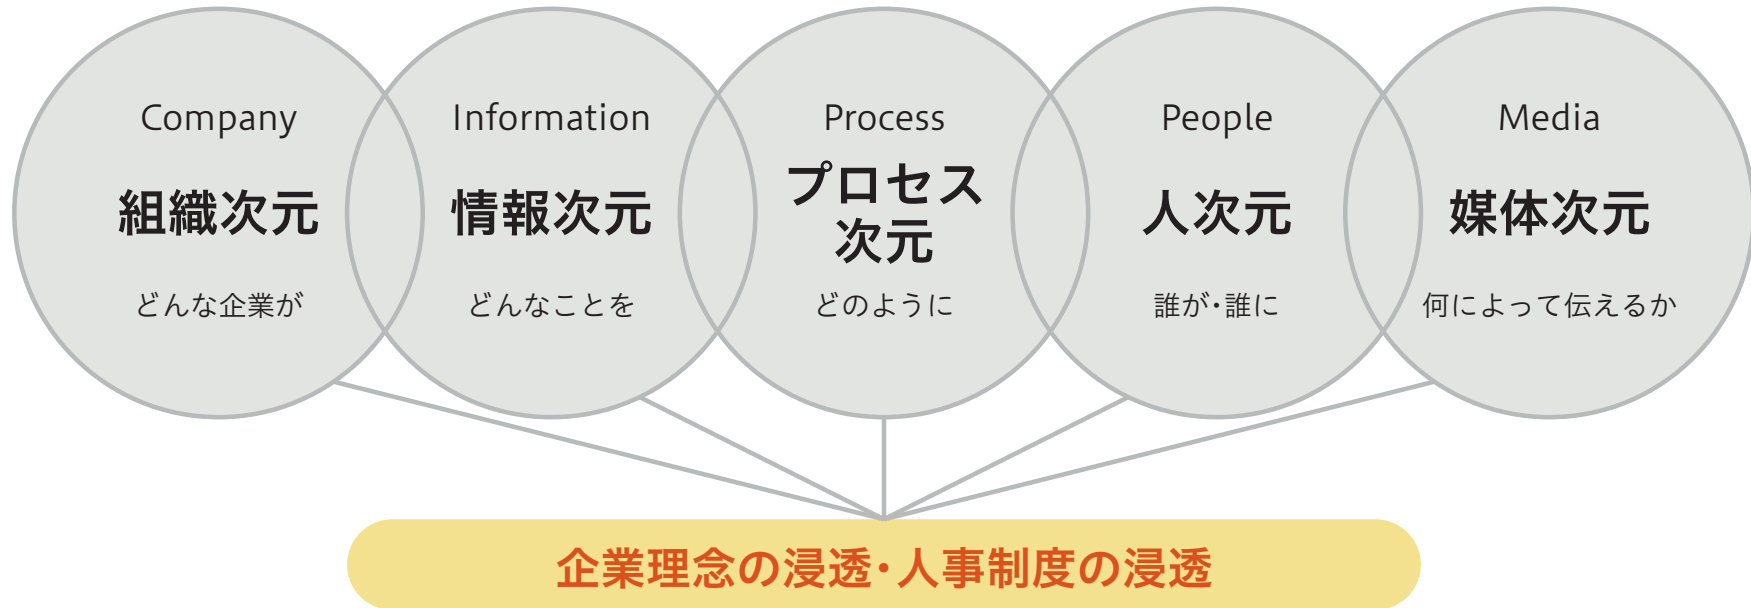 Company
組織次元
どんな企業が
Information
情報次元
どんなことを
Process
プロセス
次元
どのように
People
人次元
誰が・誰に
Media
媒体次元
何によって伝えるか
企業理念の浸透・人事制度の浸透